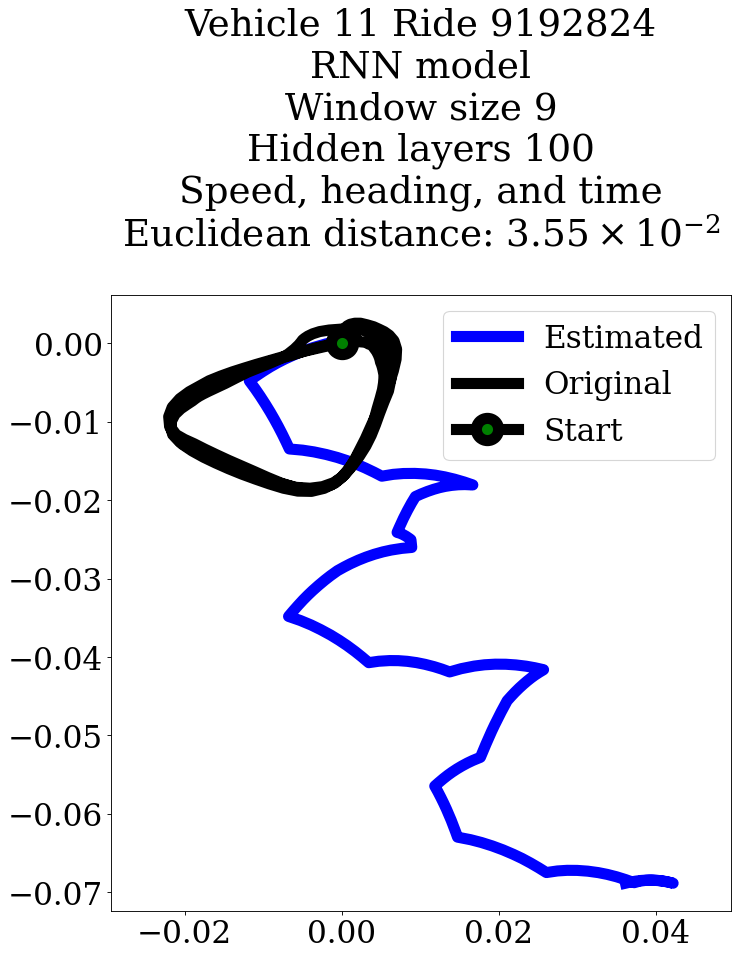 Vehicle 11 Ride 9192824
RNN model
Window size 9
Hidden layers 100
Speed, heading, and time
Euclidean distance: 3.55 × 10⁻²
Estimated
Original
Start
0.00
−0.01
−0.02
−0.03
−0.04
−0.05
−0.06
−0.07
−0.02
0.00
0.02
0.04